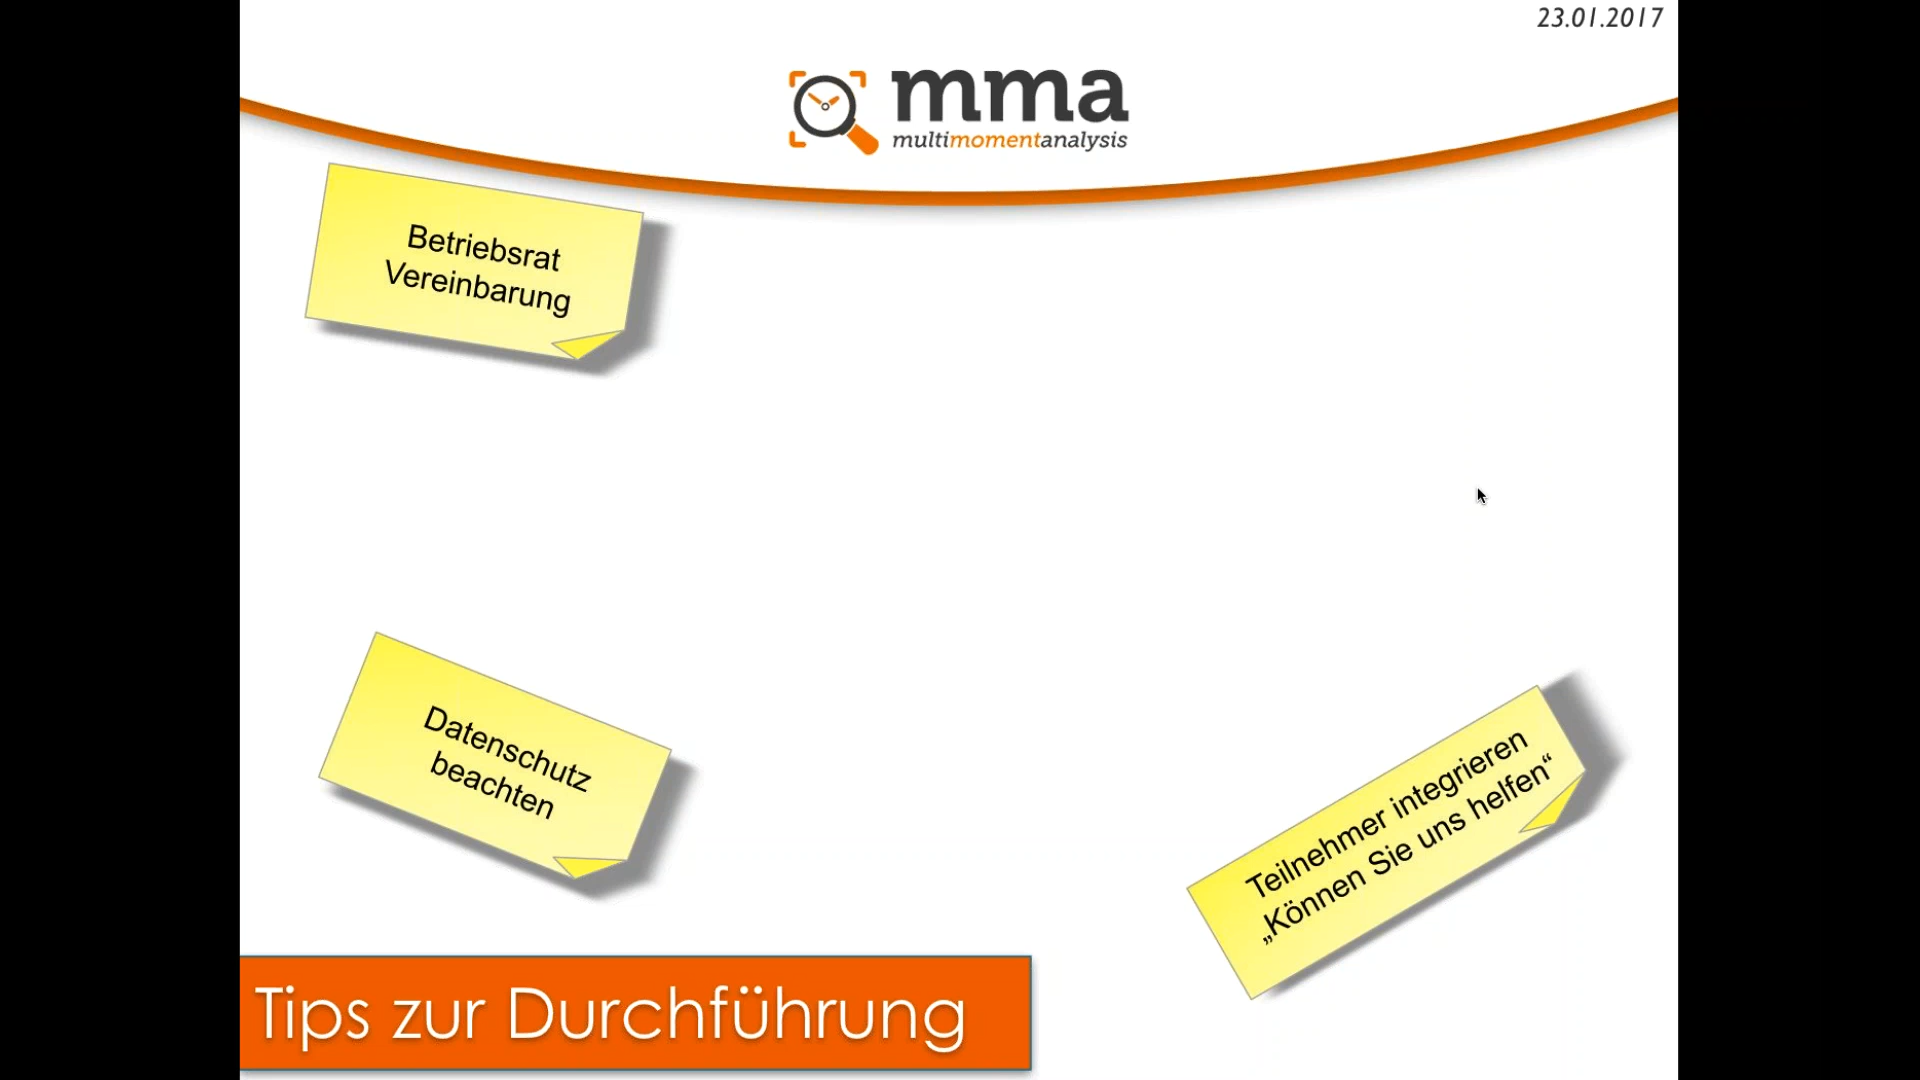 23.01.2017
mma
multimomentanalysis
Betriebsrat
Vereinbarung
Datenschutz
beachten
Teilnehmer integrieren
„Können Sie uns helfen“
Tips zur Durchführung